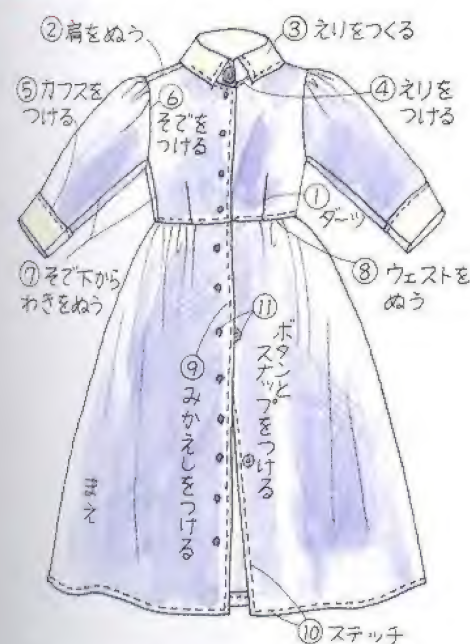 ②肩をぬう
③えりをつくる
④えりを
つける
⑤カフスを
つける
⑥
そでを
つける
①
ダーツ
⑦そで下から
わきをぬう
⑧ウェストを
ぬう
⑪
ボタンと
スナップをつける
⑨
みかえしをつける
まえ
⑩ステッチ